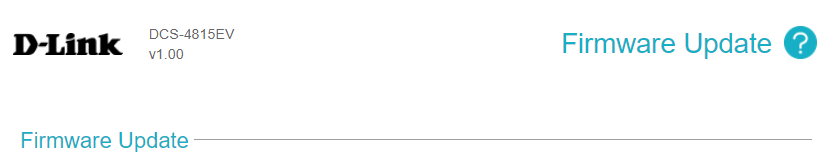 D-Link
DCS-4815EV
v1.00
Firmware Update ?
Firmware Update